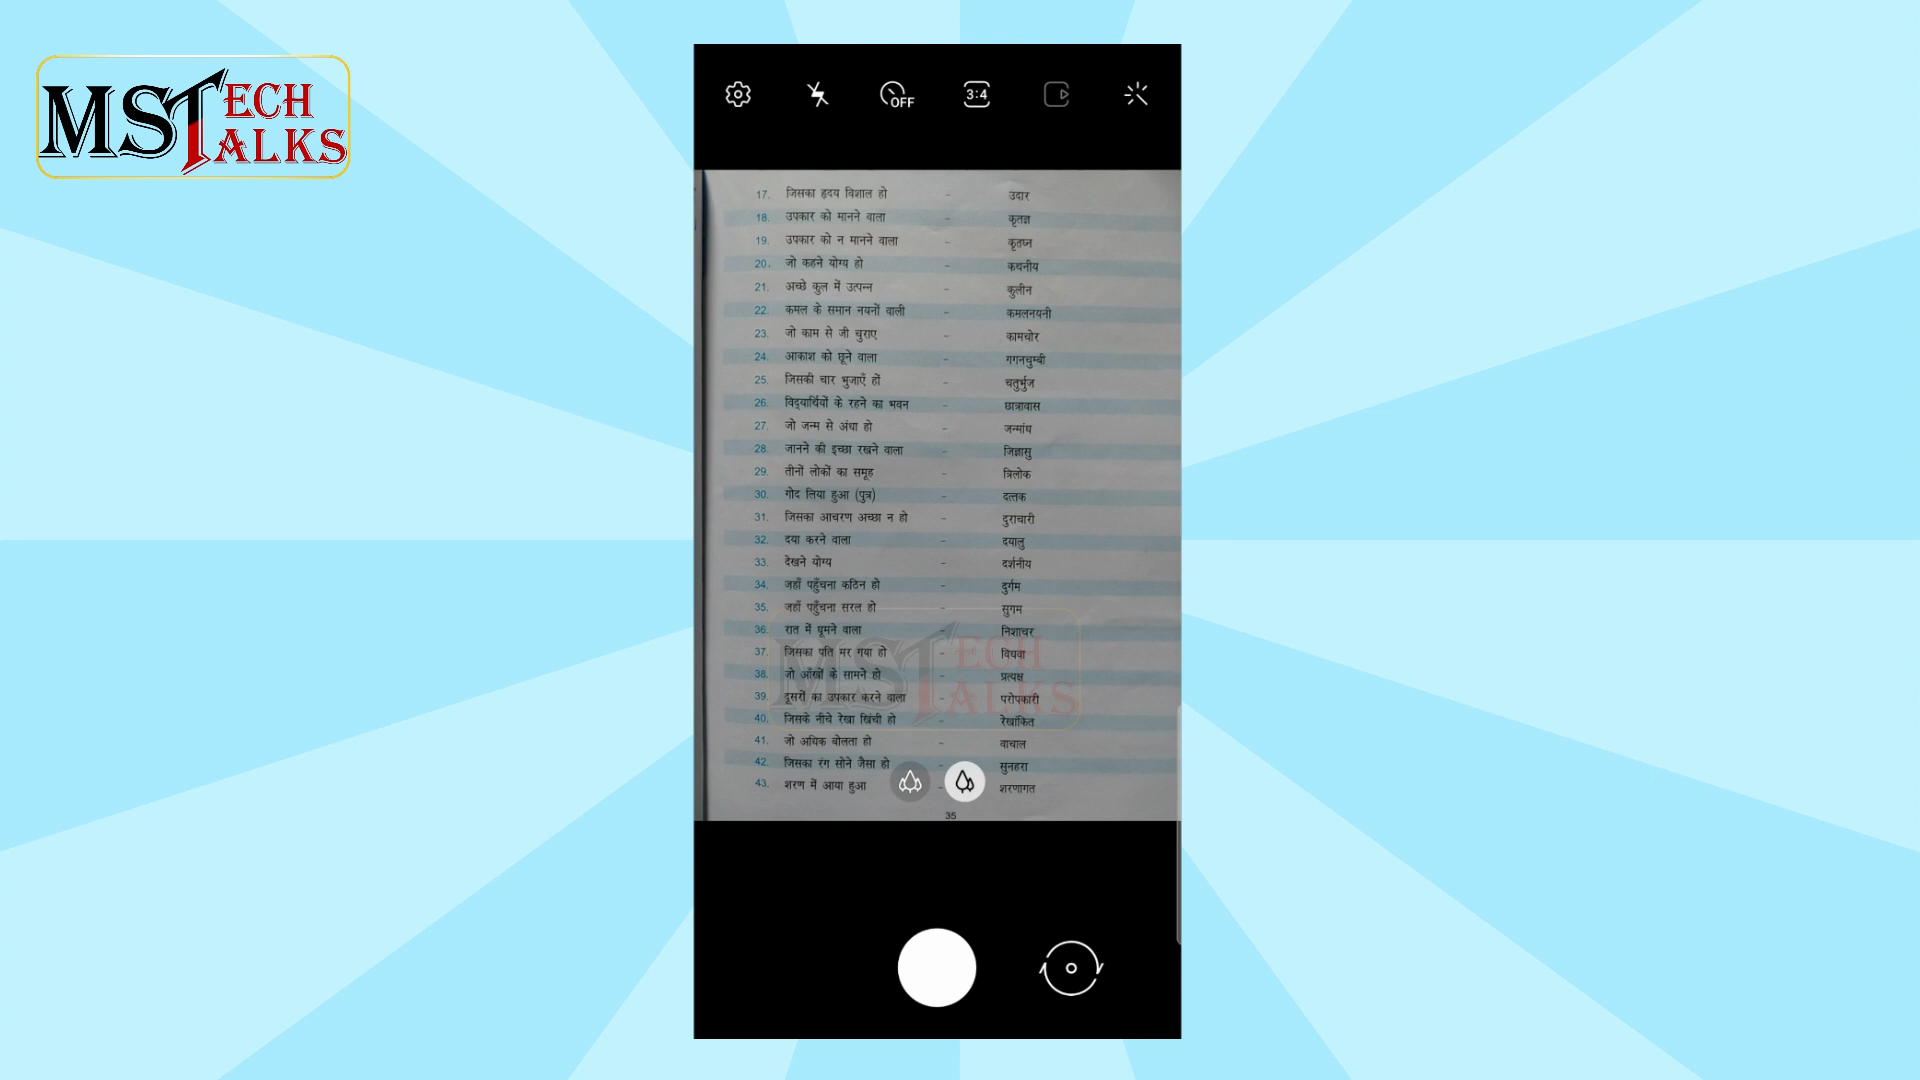 MS TECH TALKS
OFF
3:4
17. जिसका हृदय विशाल हो - उदार
18. उपकार को मानने वाला - कृतज्ञ
19. उपकार को न मानने वाला - कृतघ्न
20. जो कहने योग्य हो - कथनीय
21. अच्छे कुल में उत्पन्न - कुलीन
22. कमल के समान नयनों वाली - कमलनयनी
23. जो काम से जी चुराए - कामचोर
24. आकाश को छूने वाला - गगनचुम्बी
25. जिसकी चार भुजाएँ हों - चतुर्भुज
26. विद्यार्थियों के रहने का भवन - छात्रावास
27. जो जन्म से अंधा हो - जन्मांध
28. जानने की इच्छा रखने वाला - जिज्ञासु
29. तीनों लोकों का समूह - त्रिलोक
30. गोद लिया हुआ (पुत्र) - दत्तक
31. जिसका आचरण अच्छा न हो - दुराचारी
32. दया करने वाला - दयालु
33. देखने योग्य - दर्शनीय
34. जहाँ पहुँचना कठिन हो - दुर्गम
35. जहाँ पहुँचना सरल हो - सुगम
36. रात में घूमने वाला - निशाचर
37. जिसका पति मर गया हो - विधवा
38. जो आँखों के सामने हो - प्रत्यक्ष
39. दूसरों का उपकार करने वाला - परोपकारी
40. जिसके नीचे रेखा खिंची हो - रेखांकित
41. जो अधिक बोलता हो - वाचाल
42. जिसका रंग सोने जैसा हो - सुनहरा
43. शरण में आया हुआ - शरणागत
35
MS TECH TALKS